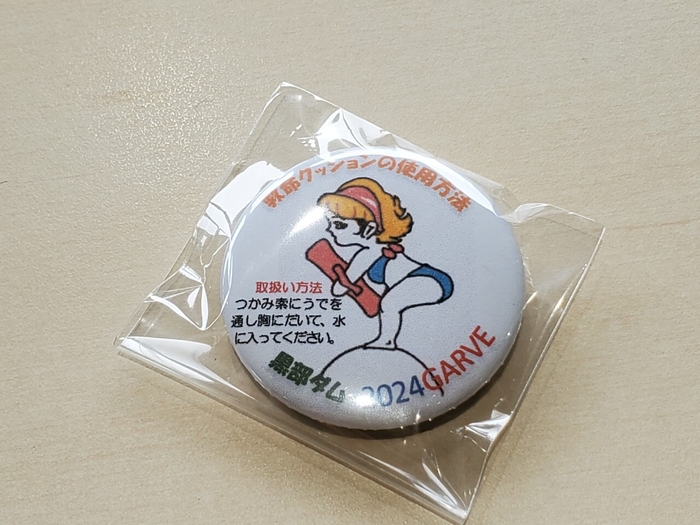 救命クッションの使用方法
取扱い方法
つかみ索にうでを
通し胸にだいて、水
に入ってください。
黒部ダム 2024GARVE